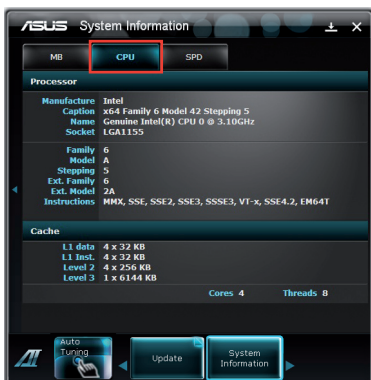 ASUS System Information
MB CPU SPD
Processor
Manufacture Intel
Caption x64 Family 6 Model 42 Stepping 5
Name Genuine Intel(R) CPU 0 @ 3.10GHz
Socket LGA1155
Family 6
Model A
Stepping 5
Ext. Family 6
Ext. Model 2A
Instructions MMX, SSE, SSE2, SSE3, SSSE3, VT-x, SSE4.2, EM64T
Cache
L1 data 4 x 32 KB
L1 Inst. 4 x 32 KB
Level 2 4 x 256 KB
Level 3 1 x 6144 KB
Cores 4 Threads 8
Auto
Tuning
Update
System
Information